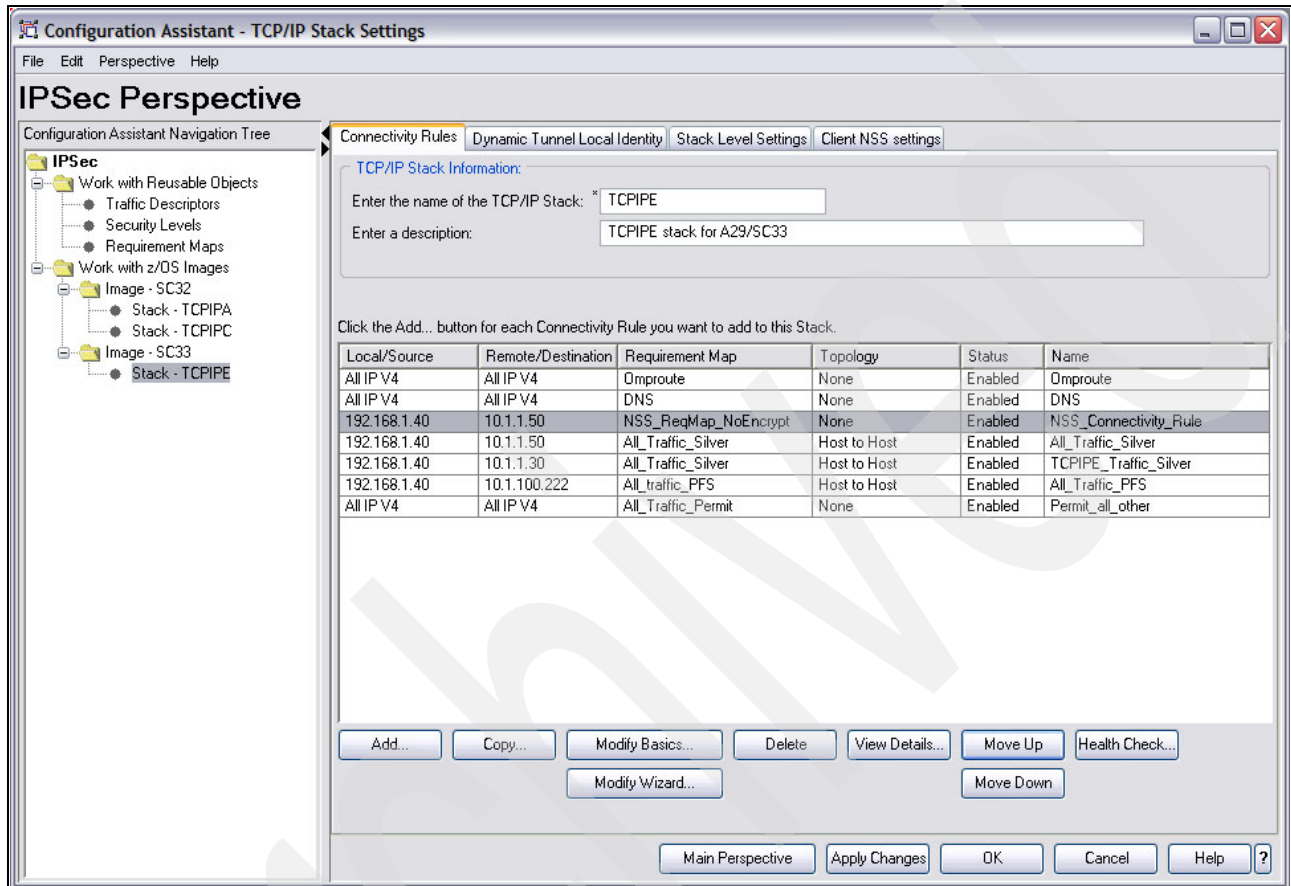 Configuration Assistant - TCP/IP Stack Settings
File Edit Perspective Help
IPSec Perspective
Configuration Assistant Navigation Tree
IPSec
Work with Reusable Objects
Traffic Descriptors
Security Levels
Requirement Maps
Work with z/OS Images
Image - SC32
Stack - TCPIPA
Stack - TCPIPC
Image - SC33
Stack - TCPIPE
Connectivity Rules Dynamic Tunnel Local Identity Stack Level Settings Client NSS settings
TCP/IP Stack Information:
Enter the name of the TCP/IP Stack: * TCPIPE
Enter a description: TCPIPE stack for A29/SC33
Click the Add... button for each Connectivity Rule you want to add to this Stack.
Local/Source Remote/Destination Requirement Map Topology Status Name
All IP V4 All IP V4 Omproute None Enabled Omproute
All IP V4 All IP V4 DNS None Enabled DNS
192.168.1.40 10.1.1.50 NSS_ReqMap_NoEncrypt None Enabled NSS_Connectivity_Rule
192.168.1.40 10.1.1.50 All_Traffic_Silver Host to Host Enabled All_Traffic_Silver
192.168.1.40 10.1.1.30 All_Traffic_Silver Host to Host Enabled TCPIPE_Traffic_Silver
192.168.1.40 10.1.100.222 All_traffic_PFS Host to Host Enabled All_Traffic_PFS
All IP V4 All IP V4 All_Traffic_Permit None Enabled Permit_all_other
Add... Copy... Modify Basics... Delete View Details... Move Up Health Check...
Modify Wizard... Move Down
Main Perspective Apply Changes OK Cancel Help ?